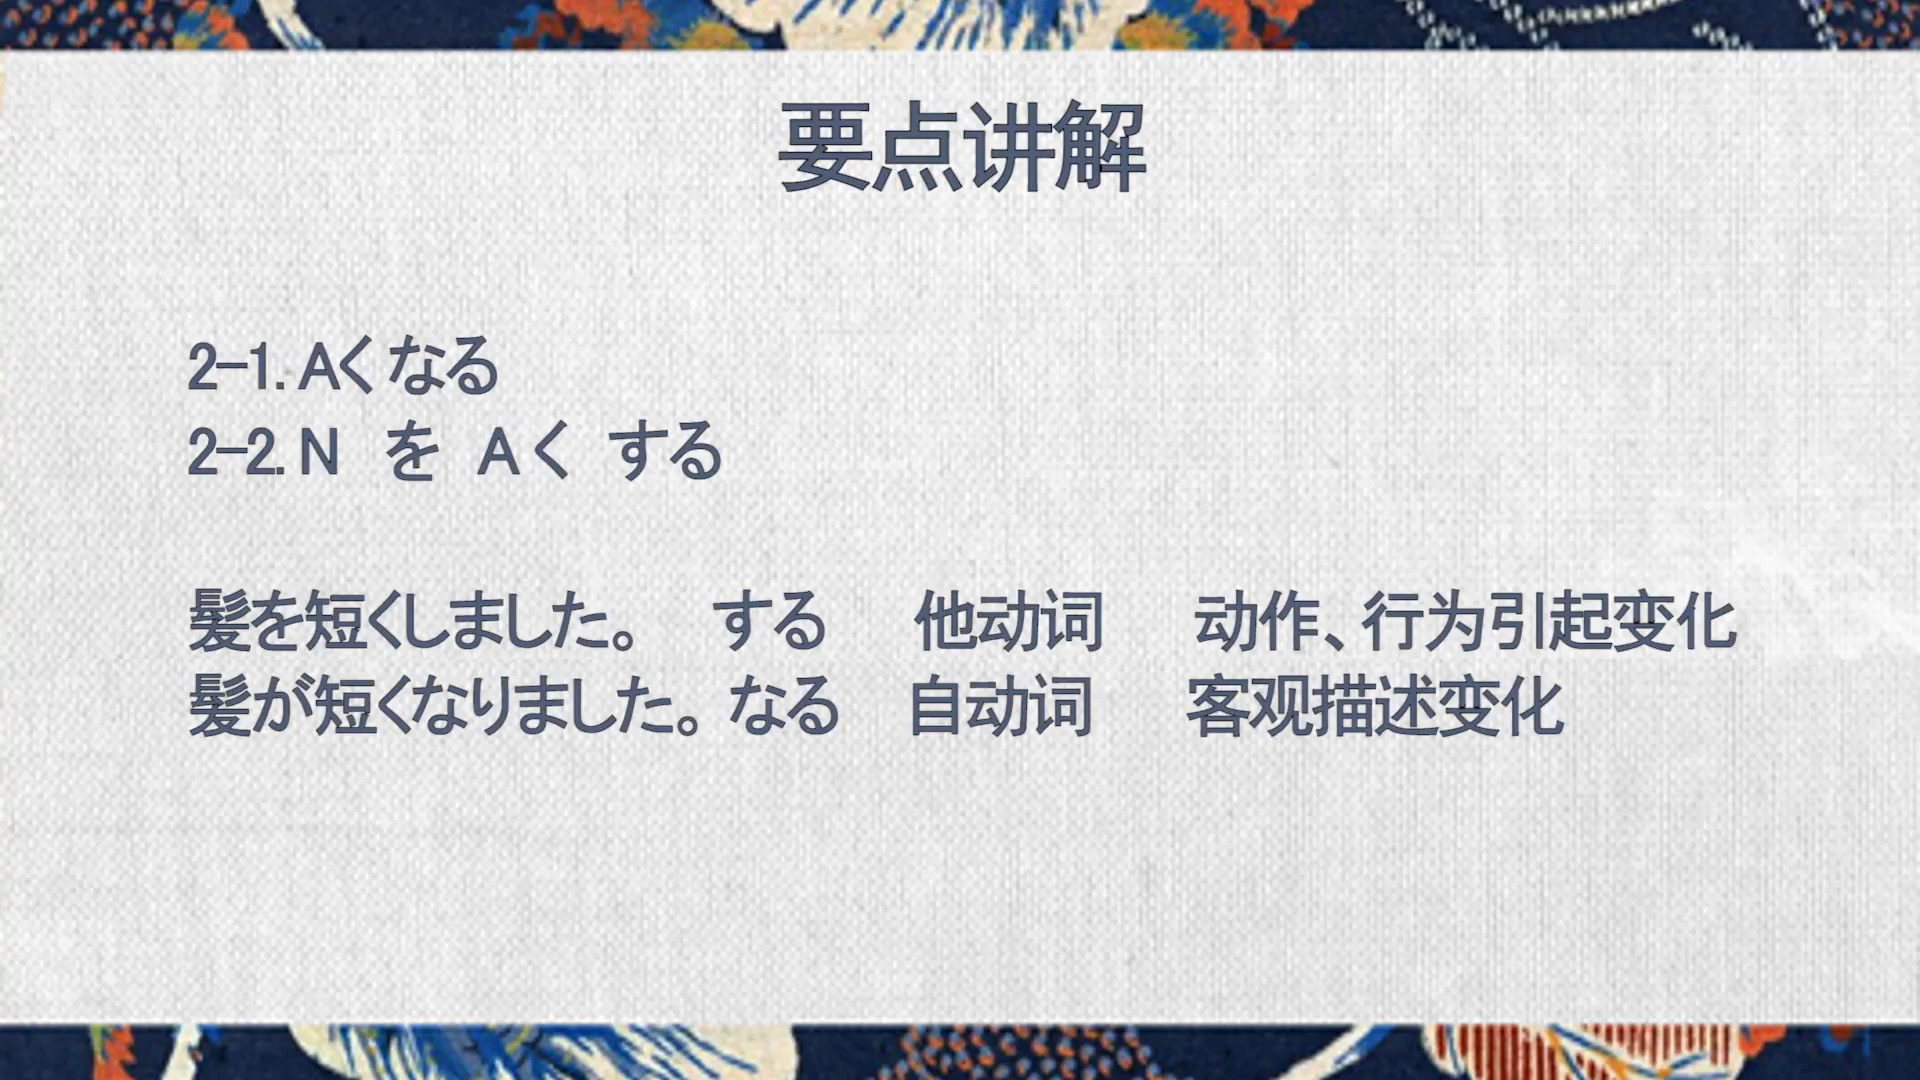 要点讲解
2-1. Aくなる
2-2. N を Aく する
髪を短くしました。 する 他动词 动作、行为引起变化
髪が短くなりました。 なる 自动词 客观描述变化